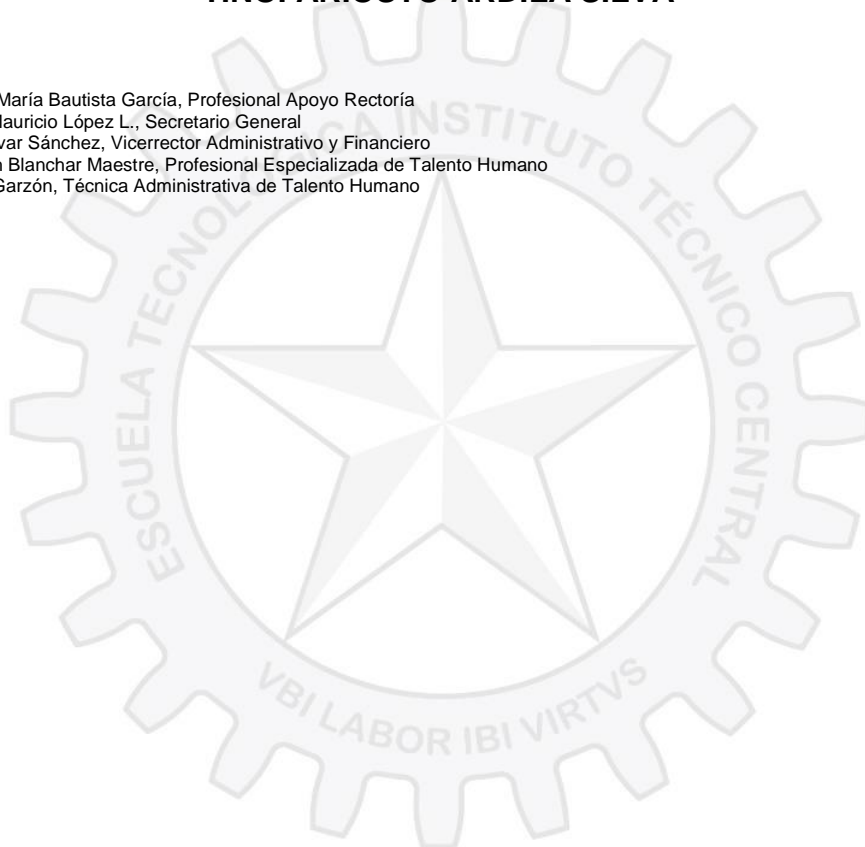 HNO. ARIOSTO ARDILA SILVA
María Bautista García, Profesional Apoyo Rectoría
Mauricio López L., Secretario General
var Sánchez, Vicerrector Administrativo y Financiero
Blanchar Maestre, Profesional Especializada de Talento Humano
Garzón, Técnica Administrativa de Talento Humano
ESCUELA TECNOLÓGICA INSTITUTO TÉCNICO CENTRAL
VBI LABOR IBI VIRTVS